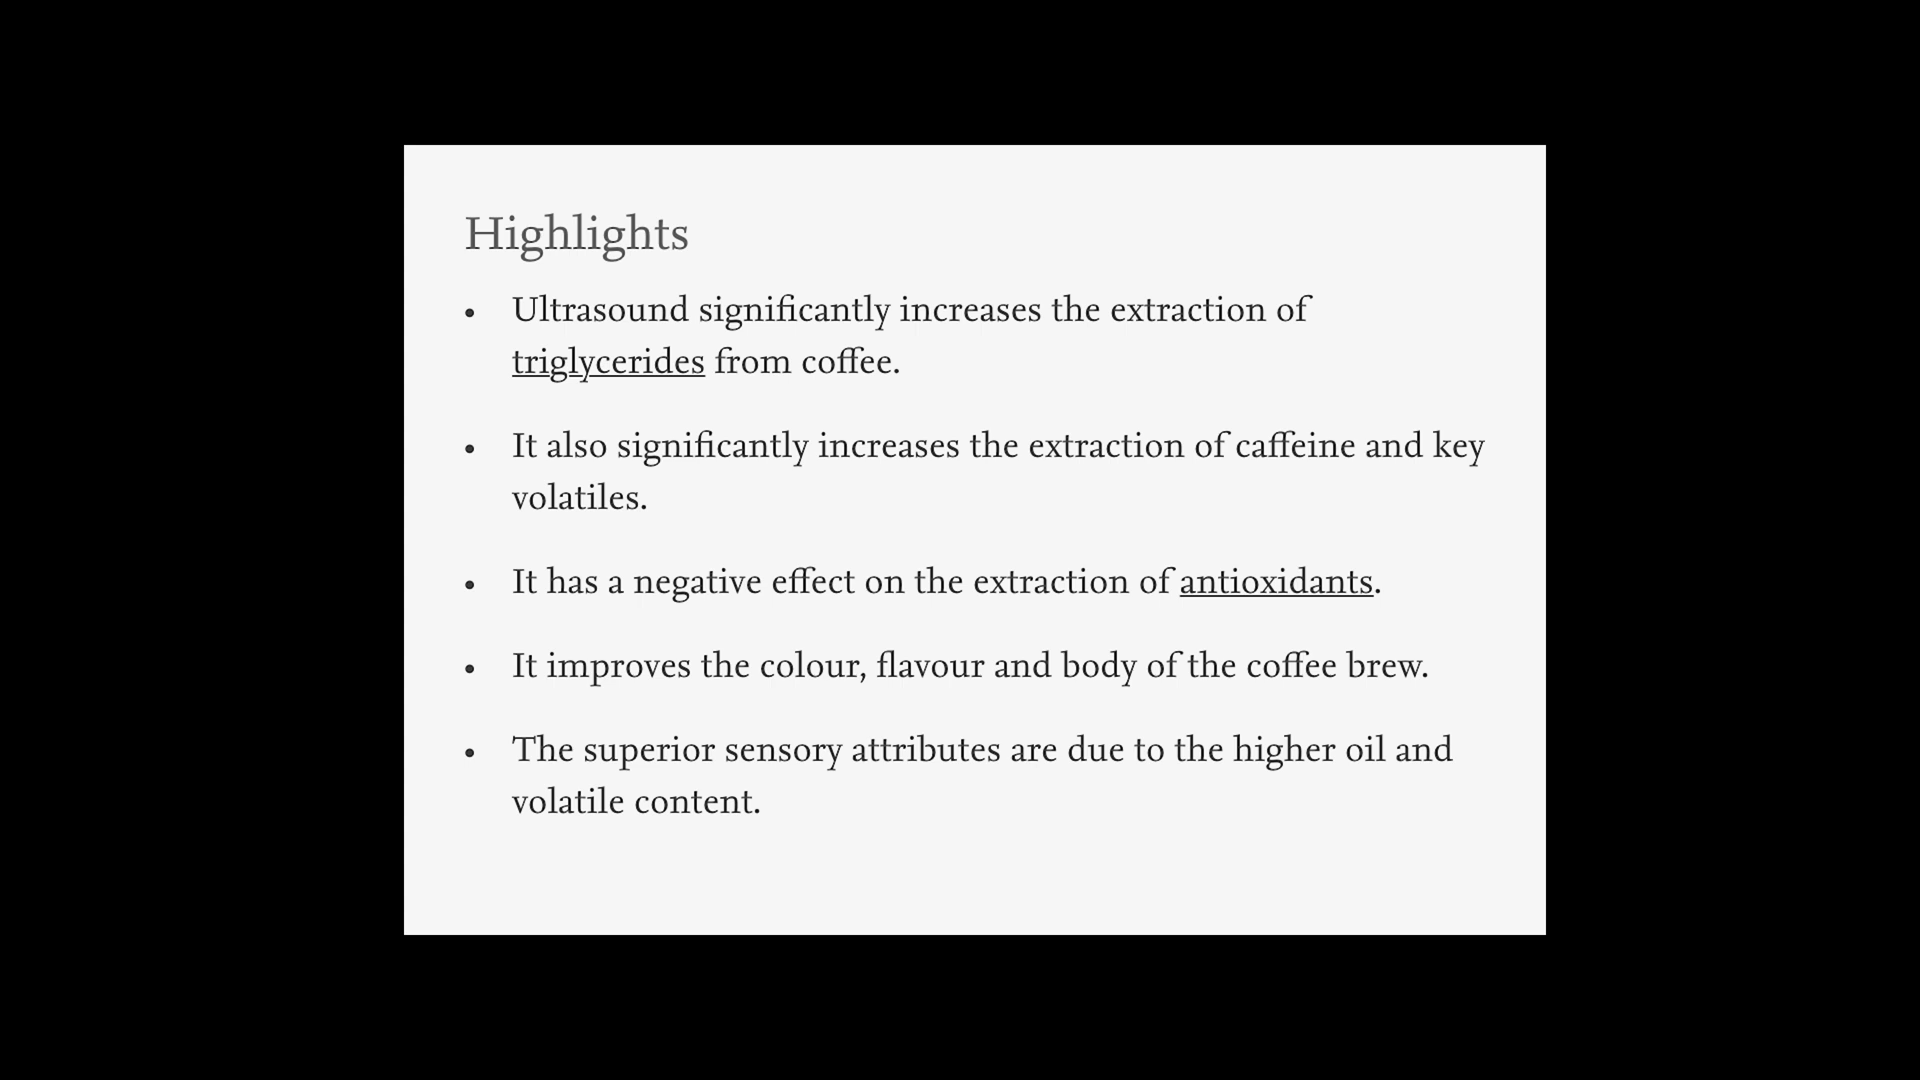 Highlights
• Ultrasound significantly increases the extraction of
triglycerides from coffee.
• It also significantly increases the extraction of caffeine and key
volatiles.
• It has a negative effect on the extraction of antioxidants.
• It improves the colour, flavour and body of the coffee brew.
• The superior sensory attributes are due to the higher oil and
volatile content.